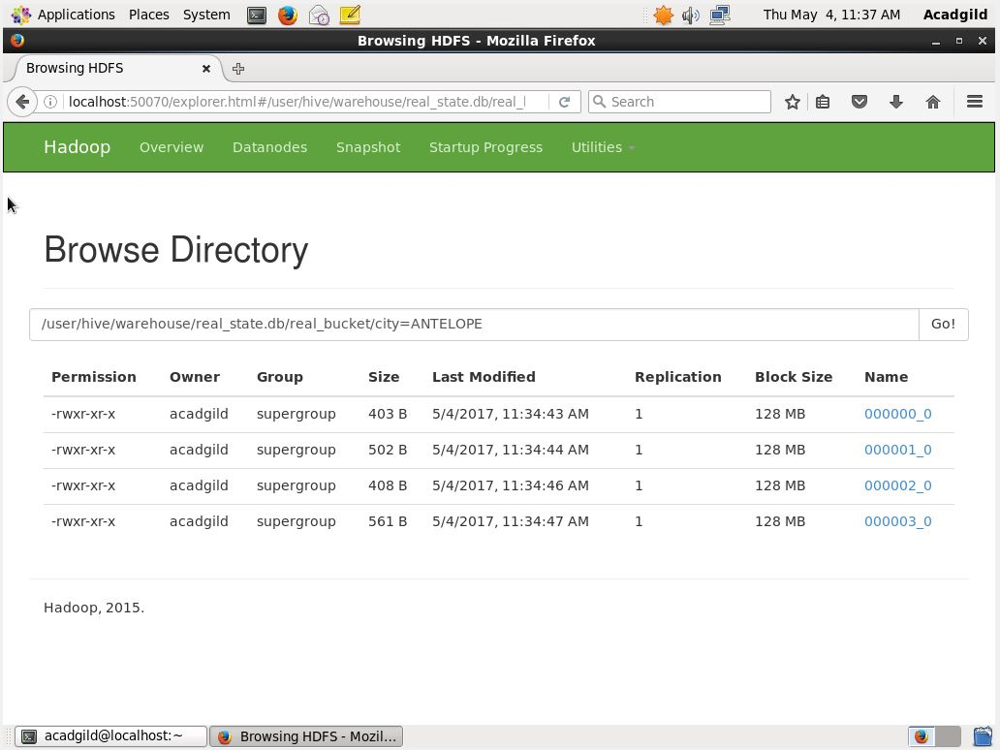 Applications Places System Thu May 4, 11:37 AM Acadgild
Browsing HDFS - Mozilla Firefox
Browsing HDFS
localhost:50070/explorer.html#/user/hive/warehouse/real_state.db/real_l Search
Hadoop Overview Datanodes Snapshot Startup Progress Utilities
Browse Directory
/user/hive/warehouse/real_state.db/real_bucket/city=ANTELOPE Go!
Permission Owner Group Size Last Modified Replication Block Size Name
-rwxr-xr-x acadgild supergroup 403 B 5/4/2017, 11:34:43 AM 1 128 MB 000000_0
-rwxr-xr-x acadgild supergroup 502 B 5/4/2017, 11:34:44 AM 1 128 MB 000001_0
-rwxr-xr-x acadgild supergroup 408 B 5/4/2017, 11:34:46 AM 1 128 MB 000002_0
-rwxr-xr-x acadgild supergroup 561 B 5/4/2017, 11:34:47 AM 1 128 MB 000003_0
Hadoop, 2015.
acadgild@localhost:~ Browsing HDFS - Mozil...